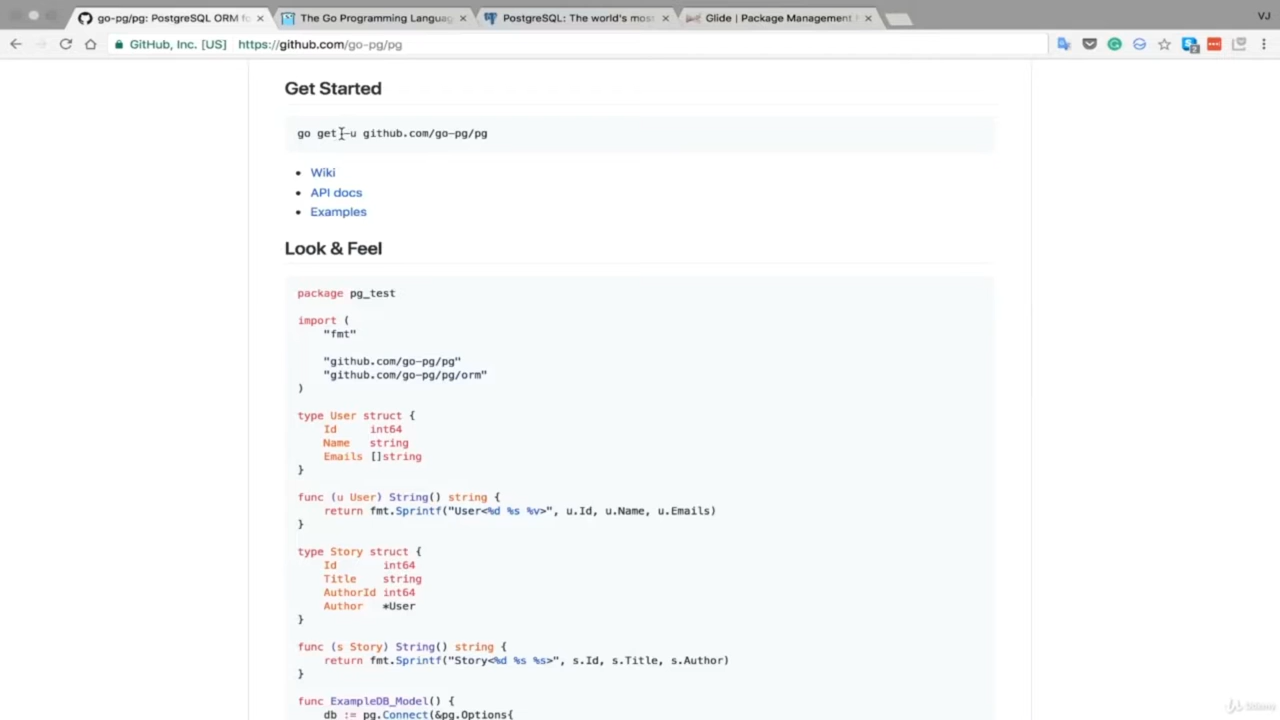 go-pg/pg: PostgreSQL ORM fo
The Go Programming Languag
PostgreSQL: The world's most
Glide | Package Management
VJ
GitHub, Inc. [US] https://github.com/go-pg/pg
Get Started
go get -u github.com/go-pg/pg
Wiki
API docs
Examples
Look & Feel
package pg_test
import (
"fmt"
"github.com/go-pg/pg"
"github.com/go-pg/pg/orm"
)
type User struct {
Id int64
Name string
Emails []string
}
func (u User) String() string {
return fmt.Sprintf("User<%d %s %v>", u.Id, u.Name, u.Emails)
}
type Story struct {
Id int64
Title string
AuthorId int64
Author *User
}
func (s Story) String() string {
return fmt.Sprintf("Story<%d %s %s>", s.Id, s.Title, s.Author)
}
func ExampleDB_Model() {
db := pg.Connect(&pg.Options{
Udemy